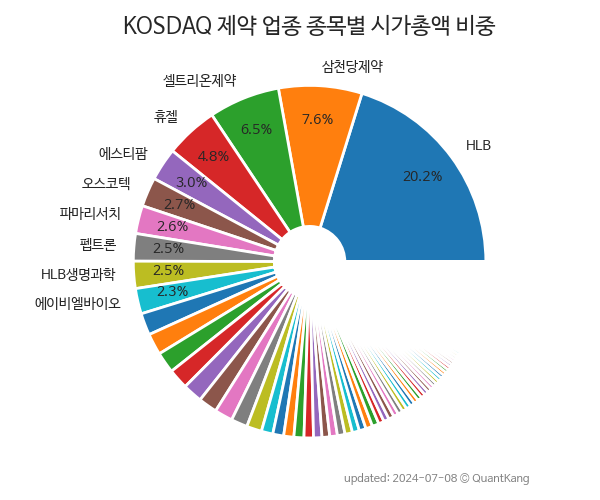 KOSDAQ 제약 업종 종목별 시가총액 비중
HLB
20.2%
삼천당제약
7.6%
셀트리온제약
6.5%
휴젤
4.8%
에스티팜
3.0%
오스코텍
2.7%
파마리서치
2.6%
펩트론
2.5%
HLB생명과학
2.5%
에이비엘바이오
2.3%
updated: 2024-07-08 © QuantKang